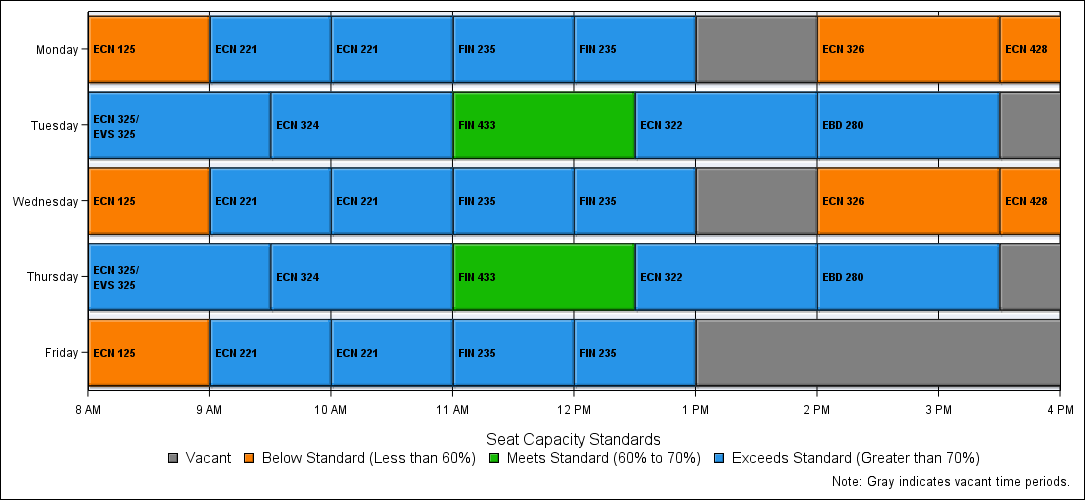 Monday
ECN 125
ECN 221
ECN 221
FIN 235
FIN 235
ECN 326
ECN 428
Tuesday
ECN 325/
EVS 325
ECN 324
FIN 433
ECN 322
EBD 280
Wednesday
ECN 125
ECN 221
ECN 221
FIN 235
FIN 235
ECN 326
ECN 428
Thursday
ECN 325/
EVS 325
ECN 324
FIN 433
ECN 322
EBD 280
Friday
ECN 125
ECN 221
ECN 221
FIN 235
FIN 235
8 AM 9 AM 10 AM 11 AM 12 PM 1 PM 2 PM 3 PM 4 PM
Seat Capacity Standards
Vacant Below Standard (Less than 60%) Meets Standard (60% to 70%) Exceeds Standard (Greater than 70%)
Note: Gray indicates vacant time periods.